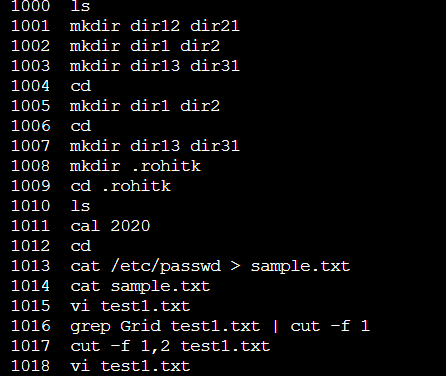 1000 ls
1001 mkdir dir12 dir21
1002 mkdir dir1 dir2
1003 mkdir dir13 dir31
1004 cd
1005 mkdir dir1 dir2
1006 cd
1007 mkdir dir13 dir31
1008 mkdir .rohitk
1009 cd .rohitk
1010 ls
1011 cal 2020
1012 cd
1013 cat /etc/passwd > sample.txt
1014 cat sample.txt
1015 vi test1.txt
1016 grep Grid test1.txt | cut -f 1
1017 cut -f 1,2 test1.txt
1018 vi test1.txt